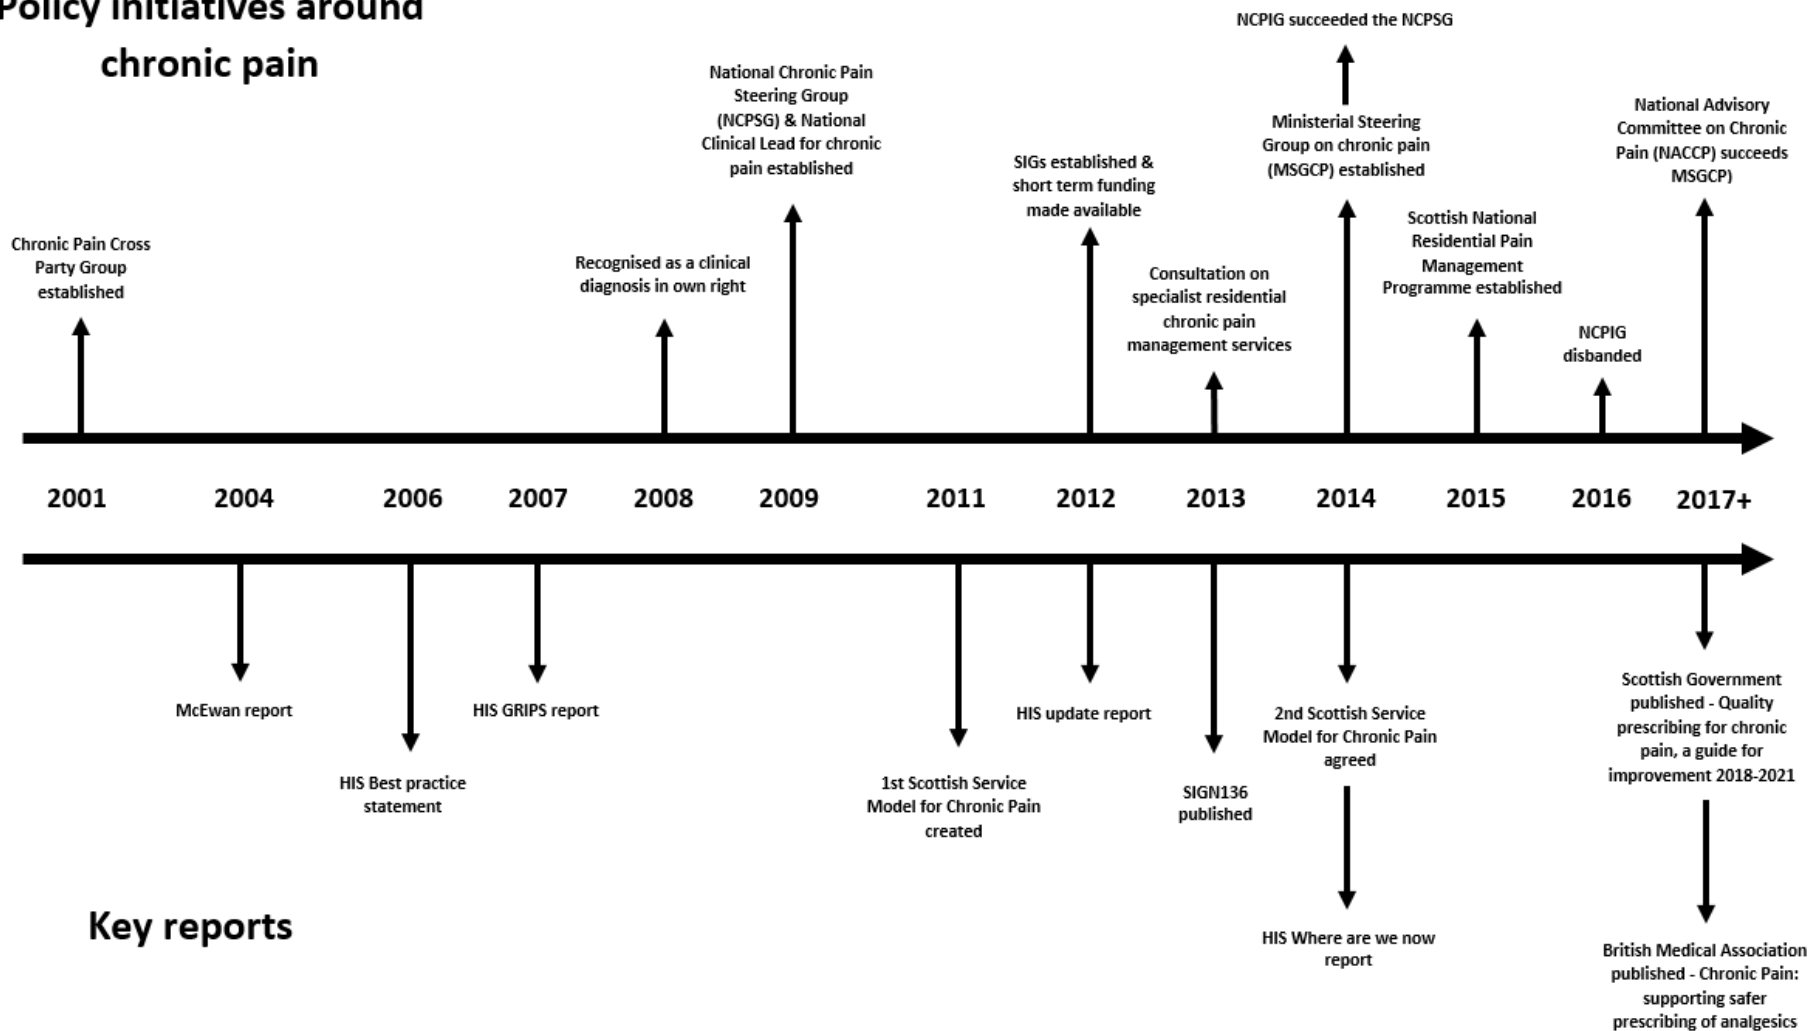 Policy initiatives around
chronic pain
NCPIG succeeded the NCPSG
National Chronic Pain
Steering Group
(NCPSG) & National
Clinical Lead for chronic
pain established
Ministerial Steering
Group on chronic pain
(MSGCP) established
National Advisory
Committee on Chronic
Pain (NACCP) succeeds
MSGCP)
SIGs established &
short term funding
made available
Scottish National
Residential Pain
Management
Programme established
Chronic Pain Cross
Party Group
established
Recognised as a clinical
diagnosis in own right
Consultation on
specialist residential
chronic pain
management services
NCPIG
disbanded
2001
2004
2006
2007
2008
2009
2011
2012
2013
2014
2015
2016
2017+
McEwan report
HIS Best practice
statement
HIS GRIPS report
1st Scottish Service
Model for Chronic Pain
created
HIS update report
SIGN136
published
2nd Scottish Service
Model for Chronic Pain
agreed
HIS Where are we now
report
Scottish Government
published - Quality
prescribing for chronic
pain, a guide for
improvement 2018-2021
British Medical Association
published - Chronic Pain:
supporting safer
prescribing of analgesics
Key reports